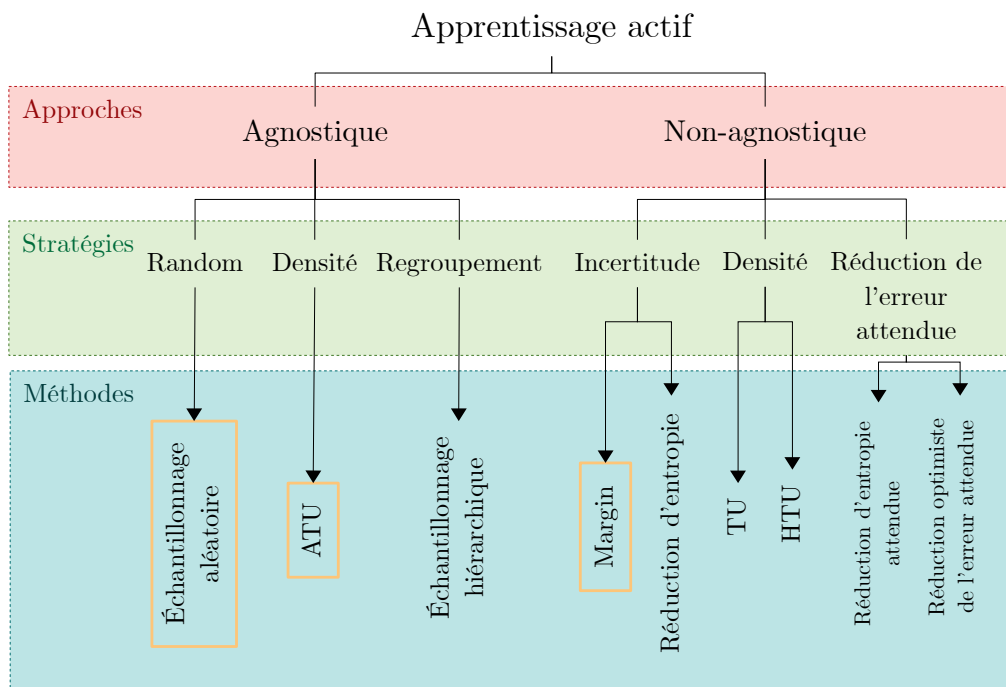 Apprentissage actif
Approches
Agnostique
Non-agnostique
Stratégies
Random
Densité
Regroupement
Incertitude
Densité
Réduction de
l'erreur
attendue
Méthodes
Échantillonnage
aléatoire
ATU
Échantillonnage
hiérarchique
Margin
Réduction d'entropie
TU
HTU
Réduction d'entropie
attendue
Réduction optimiste
de l'erreur attendue